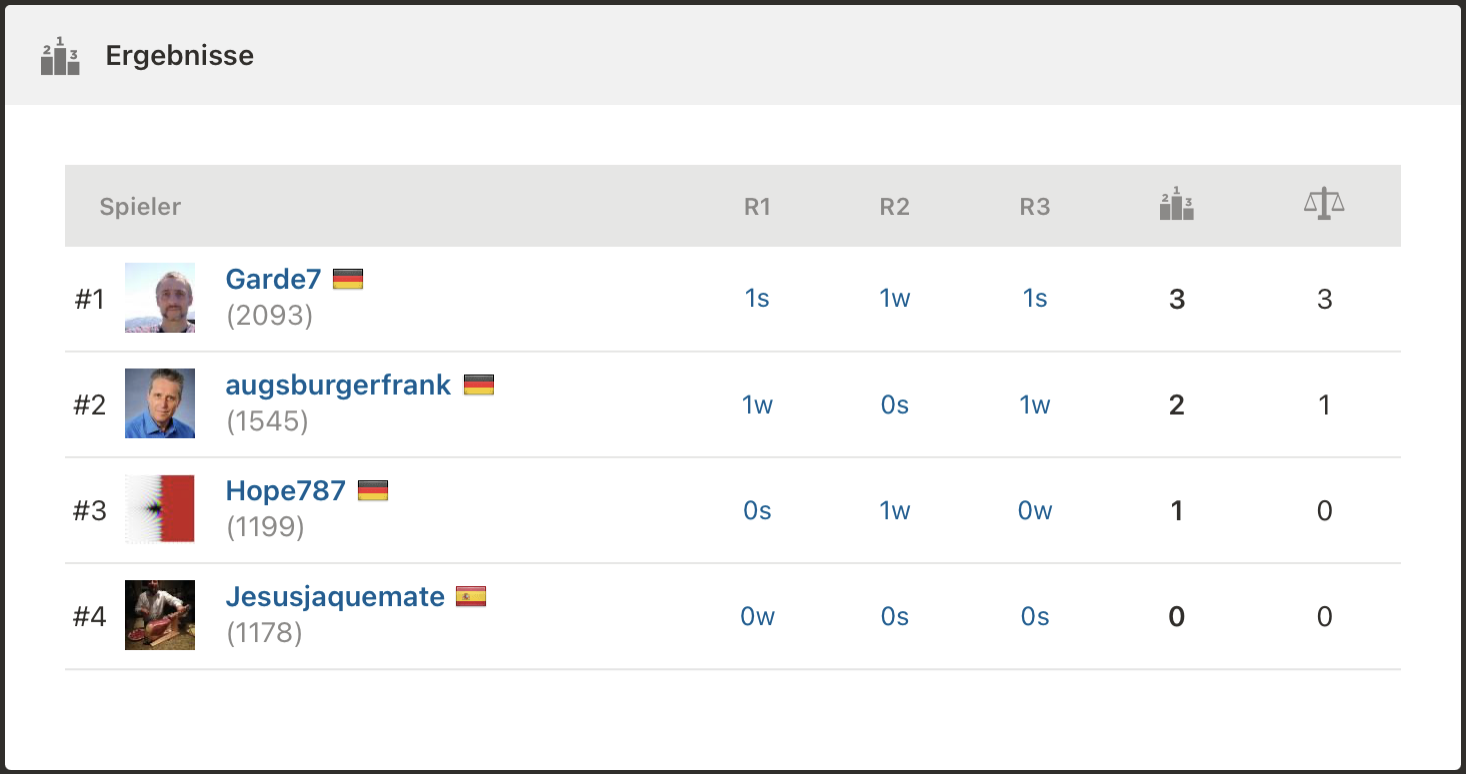 Ergebnisse
Spieler R1 R2 R3
#1 Garde7 (2093) 1s 1w 1s 3 3
#2 augsburgerfrank (1545) 1w 0s 1w 2 1
#3 Hope787 (1199) 0s 1w 0w 1 0
#4 Jesusjaquemate (1178) 0w 0s 0s 0 0